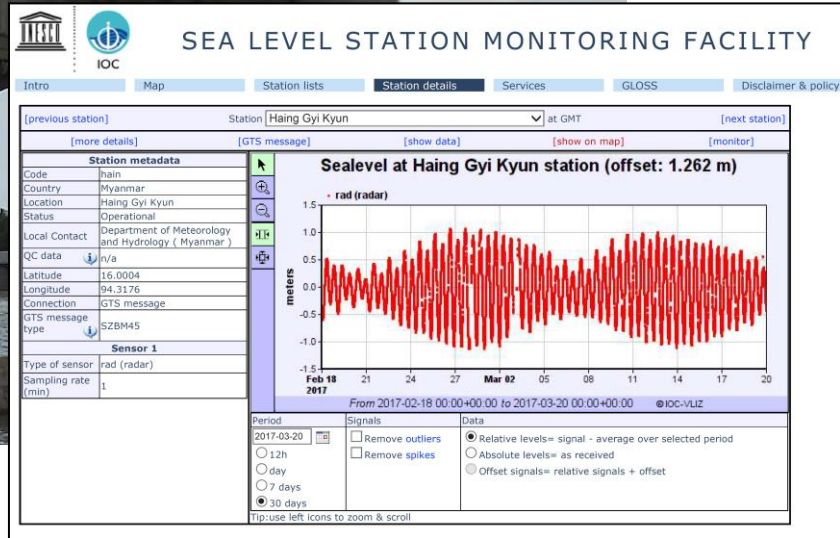 UNESCO
IOC
SEA LEVEL STATION MONITORING FACILITY
Intro Map Station lists Station details Services GLOSS Disclaimer & policy
[previous station] Station Haing Gyi Kyun at GMT [next station]
[more details] [GTS message] [show data] [show on map] [monitor]
Station metadata
Code hain
Country Myanmar
Location Haing Gyi Kyun
Status Operational
Local Contact Department of Meteorology
and Hydrology ( Myanmar )
QC data i n/a
Latitude 16.0004
Longitude 94.3176
Connection GTS message
GTS message
type i SZBM45
Sensor 1
Type of sensor rad (radar)
Sampling rate
(min) 1
Sealevel at Haing Gyi Kyun station (offset: 1.262 m)
rad (radar)
meters
1.5
1.0
0.5
0.0
-0.5
-1.0
-1.5
Feb 18 21 24 27 Mar 02 05 08 11 14 17 20
2017
From 2017-02-18 00:00+00:00 to 2017-03-20 00:00+00:00 ©IOC-VLIZ
Period Signals Data
2017-03-20 Remove outliers Relative levels= signal - average over selected period
12h Remove spikes Absolute levels= as received
day Offset signals= relative signals + offset
7 days
30 days
Tip:use left icons to zoom & scroll